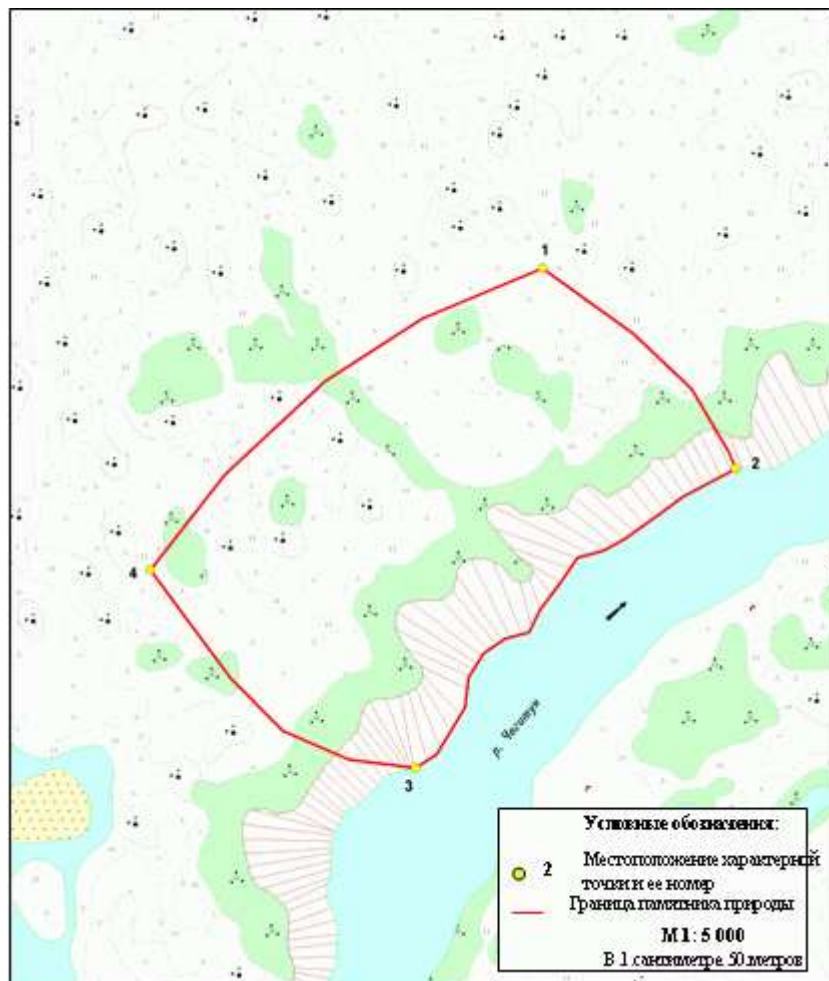 1
2
4
3
р. Чегитун
Условные обозначения:
2 Местоположение характерной
точки и ее номер
Граница памятника природы
М 1: 5 000
В 1 сантиметре 50 метров